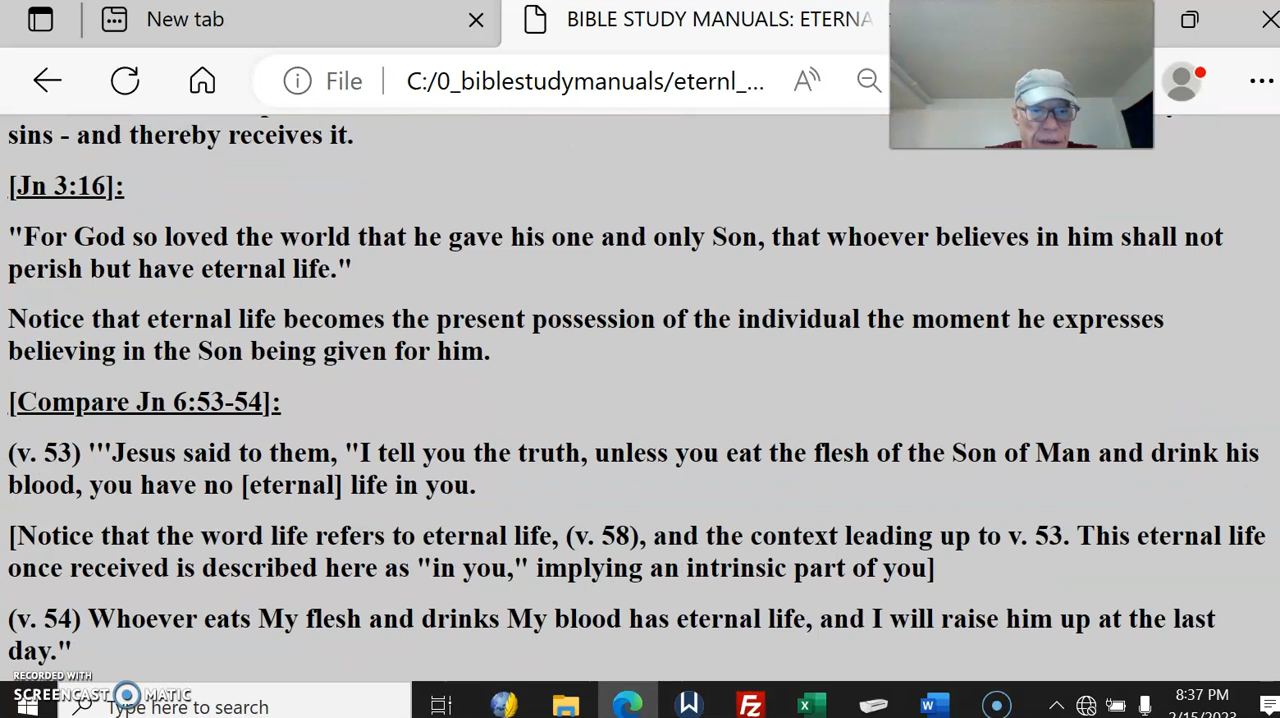 New tab
BIBLE STUDY MANUALS: ETERNA
File
C:/0_biblestudymanuals/eternl_...
sins - and thereby receives it.
[Jn 3:16]:
"For God so loved the world that he gave his one and only Son, that whoever believes in him shall not
perish but have eternal life."
Notice that eternal life becomes the present possession of the individual the moment he expresses
believing in the Son being given for him.
[Compare Jn 6:53-54]:
(v. 53) '"Jesus said to them, "I tell you the truth, unless you eat the flesh of the Son of Man and drink his
blood, you have no [eternal] life in you.
[Notice that the word life refers to eternal life, (v. 58), and the context leading up to v. 53. This eternal life
once received is described here as "in you," implying an intrinsic part of you]
(v. 54) Whoever eats My flesh and drinks My blood has eternal life, and I will raise him up at the last
day."
RECORDED WITH
SCREENCAST MATIC
Type here to search
8:37 PM
2/15/2023